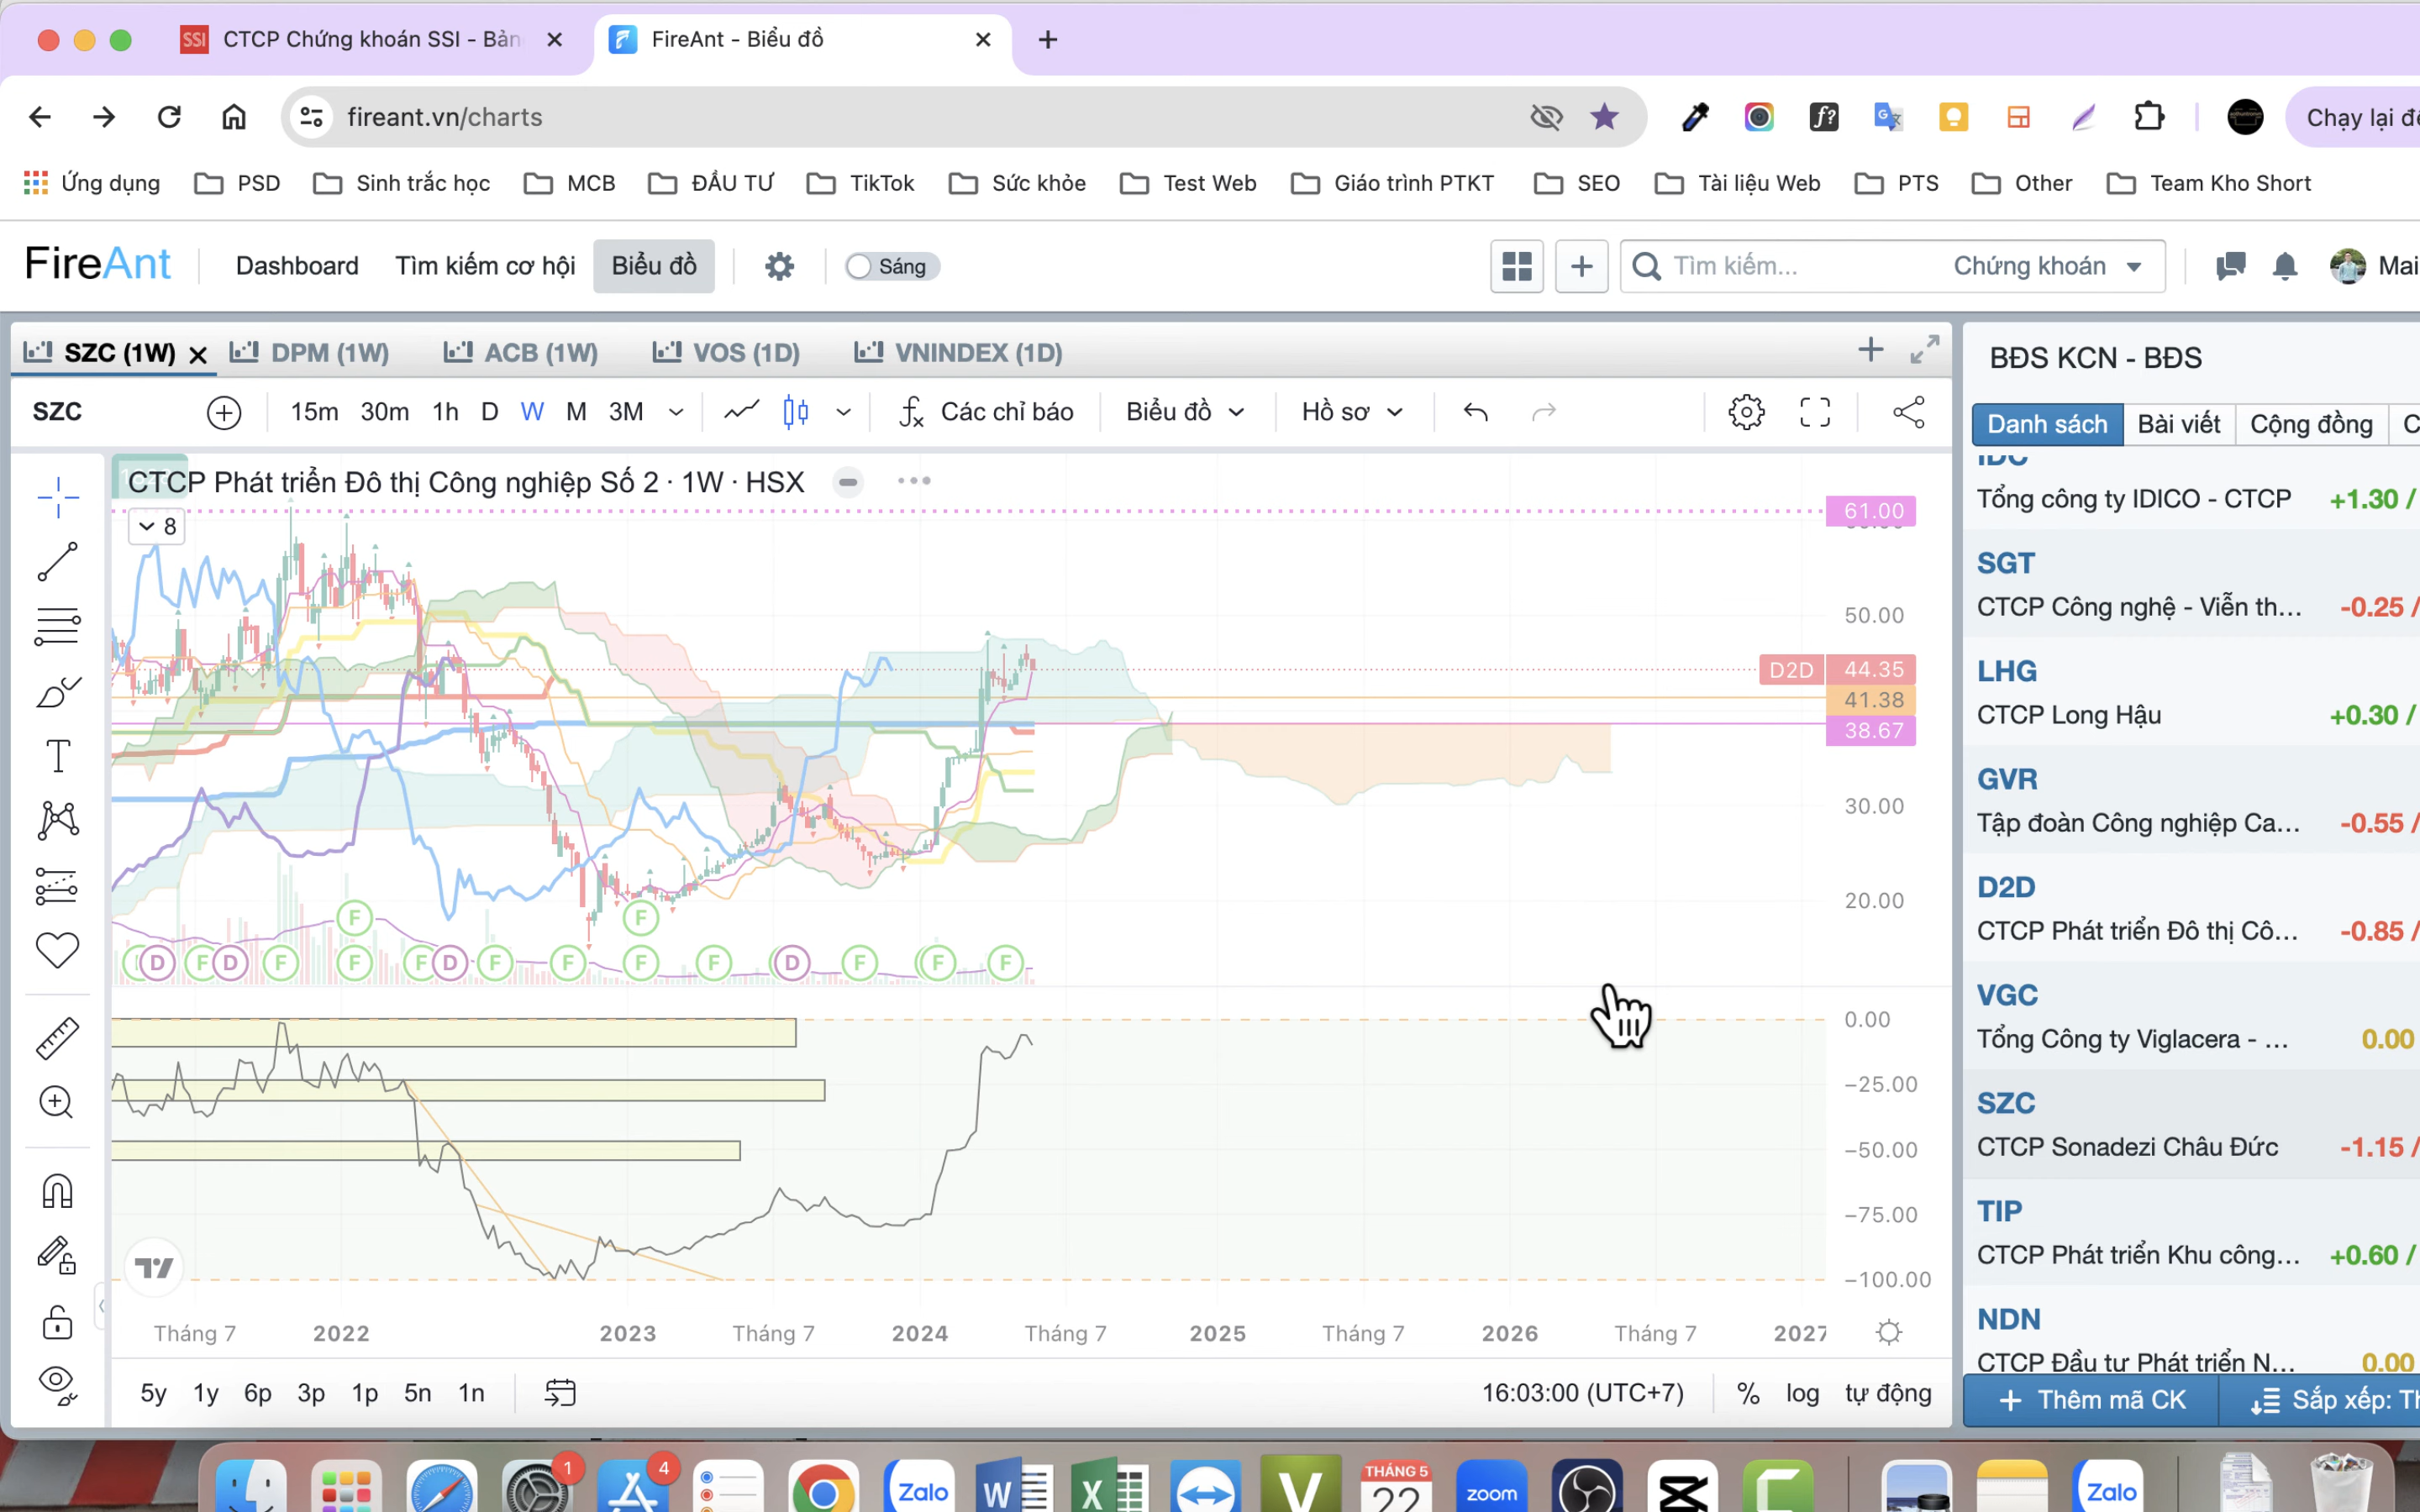 SSI CTCP Chứng khoán SSI - Bản
FireAnt - Biểu đồ
fireant.vn/charts
Chạy lại để
Ứng dụng PSD Sinh trắc học MCB ĐẦU TƯ TikTok Sức khỏe Test Web Giáo trình PTKT SEO Tài liệu Web PTS Other Team Kho Short
FireAnt Dashboard Tìm kiếm cơ hội Biểu đồ Sáng Tìm kiếm... Chứng khoán Mai
SZC (1W) DPM (1W) ACB (1W) VOS (1D) VNINDEX (1D)
SZC 15m 30m 1h D W M 3M Các chỉ báo Biểu đồ Hồ sơ
CTCP Phát triển Đô thị Công nghiệp Số 2 · 1W · HSX
8
61.00
50.00
D2D 44.35
41.38
38.67
30.00
20.00
F F
D F D F F F D F F F F D F F F
0.00
−25.00
−50.00
−75.00
−100.00
Tháng 7 2022 2023 Tháng 7 2024 Tháng 7 2025 Tháng 7 2026 Tháng 7 2027
5y 1y 6p 3p 1p 5n 1n 16:03:00 (UTC+7) % log tự động
BĐS KCN - BĐS
Danh sách Bài viết Cộng đồng C
IDC
Tổng công ty IDICO - CTCP +1.30 /
SGT
CTCP Công nghệ - Viễn th... -0.25 /
LHG
CTCP Long Hậu +0.30 /
GVR
Tập đoàn Công nghiệp Ca... -0.55 /
D2D
CTCP Phát triển Đô thị Cô... -0.85 /
VGC
Tổng Công ty Viglacera - ... 0.00
SZC
CTCP Sonadezi Châu Đức -1.15 /
TIP
CTCP Phát triển Khu công... +0.60 /
NDN
CTCP Đầu tư Phát triển N... 0.00
Thêm mã CK Sắp xếp: Th
1 4 Zalo W X V THÁNG 5 22 zoom C Zalo